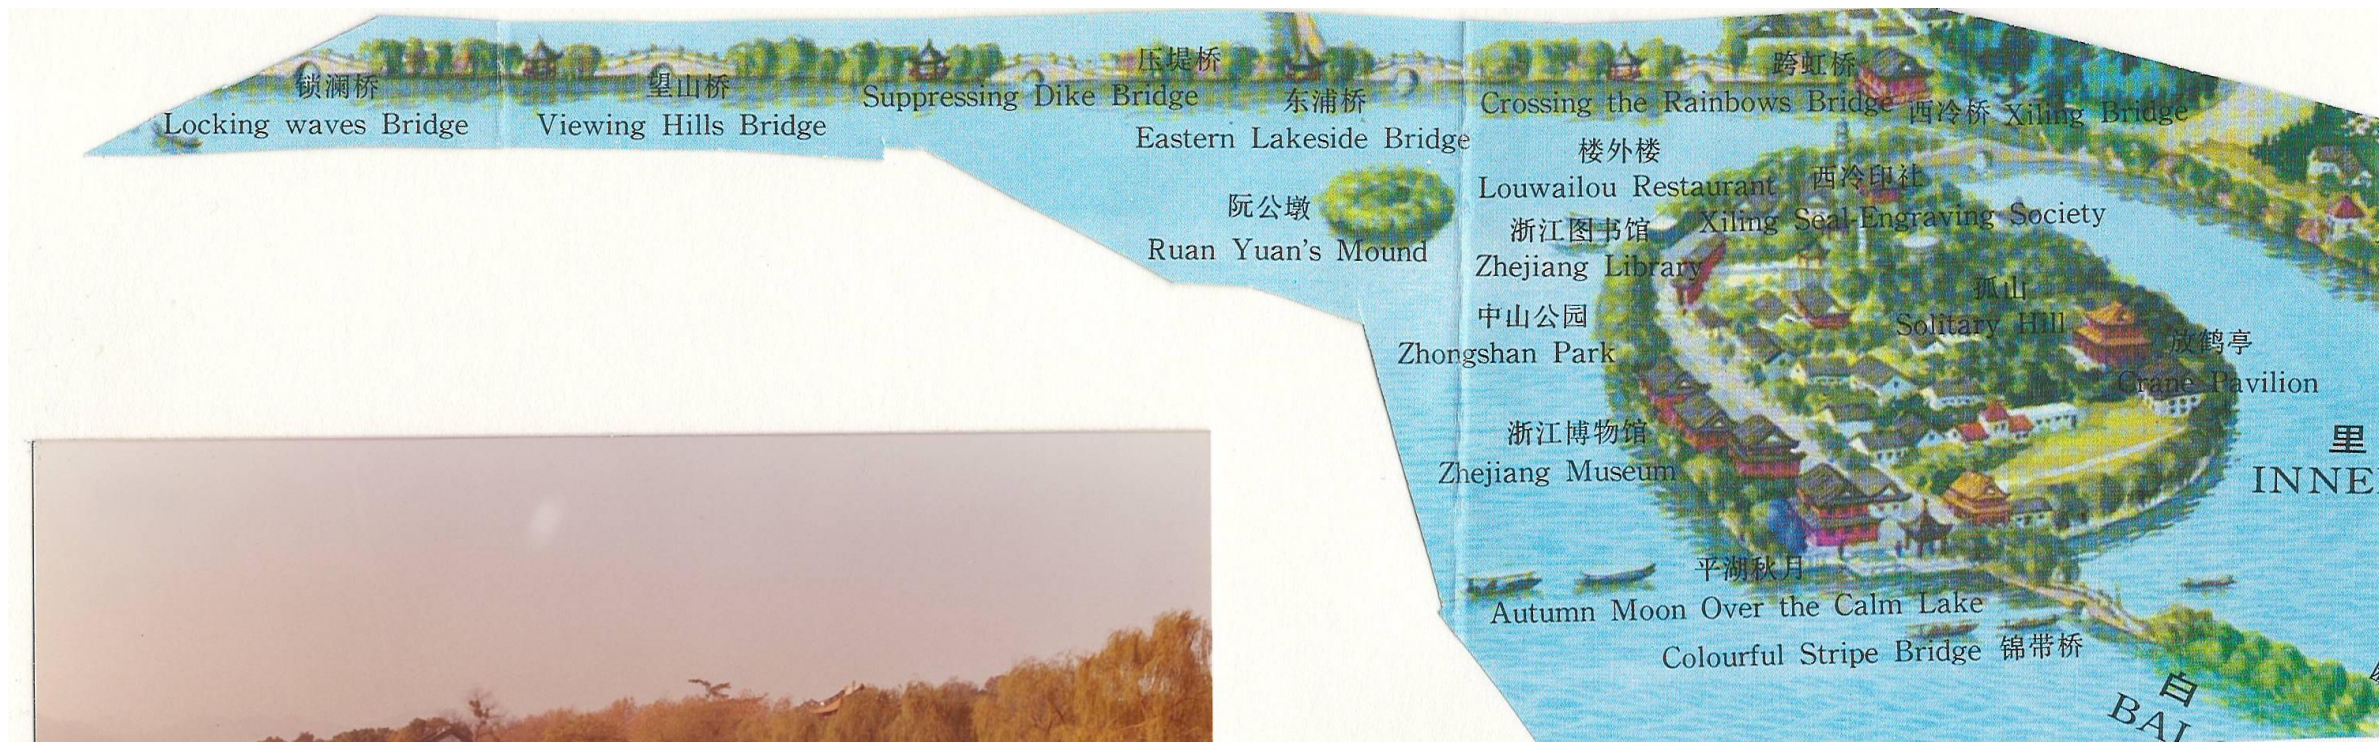 锁澜桥
Locking waves Bridge
望山桥
Viewing Hills Bridge
压堤桥
Suppressing Dike Bridge
东浦桥
Eastern Lakeside Bridge
跨虹桥
Crossing the Rainbows Bridge
西冷桥 Xiling Bridge
楼外楼
Louwailou Restaurant
西冷印社
Xiling Seal-Engraving Society
阮公墩
Ruan Yuan's Mound
浙江图书馆
Zhejiang Library
孤山
Solitary Hill
中山公园
Zhongshan Park
放鹤亭
Crane Pavilion
浙江博物馆
Zhejiang Museum
里
INNE
平湖秋月
Autumn Moon Over the Calm Lake
Colourful Stripe Bridge 锦带桥
白
BAI